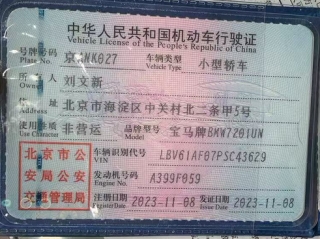 中华人民共和国机动车行驶证
Vehicle License of the People's Republic of China
号牌号码 京ANK027 车辆类型 小型轿车
Plate No. Vehicle Type
所有人 刘文新
Owner
住址 北京市海淀区中关村北二条甲5号
Address
使用性质 非营运 品牌型号 宝马牌BMW7201UN
北京市公安局公安交通管理局
车辆识别代号 LBV61AF07PSC43629
VIN
发动机号码 A399F059
Engine No.
注册日期 2023-11-08 发证日期 2023-11-08
Register Date Issue Date